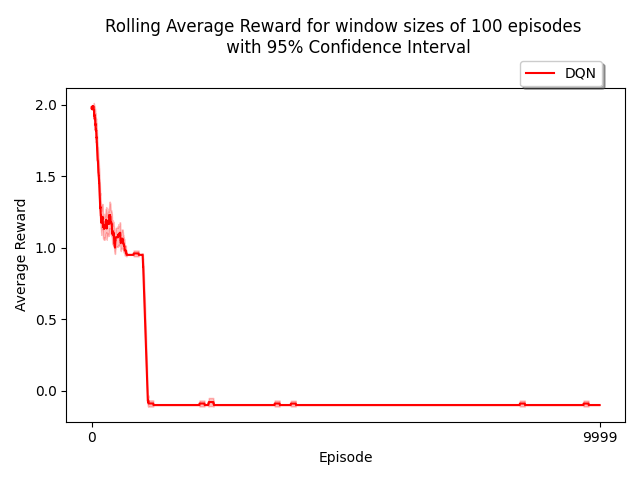 Rolling Average Reward for window sizes of 100 episodes
with 95% Confidence Interval
DQN
2.0
1.5
1.0
0.5
0.0
Average Reward
0 9999
Episode